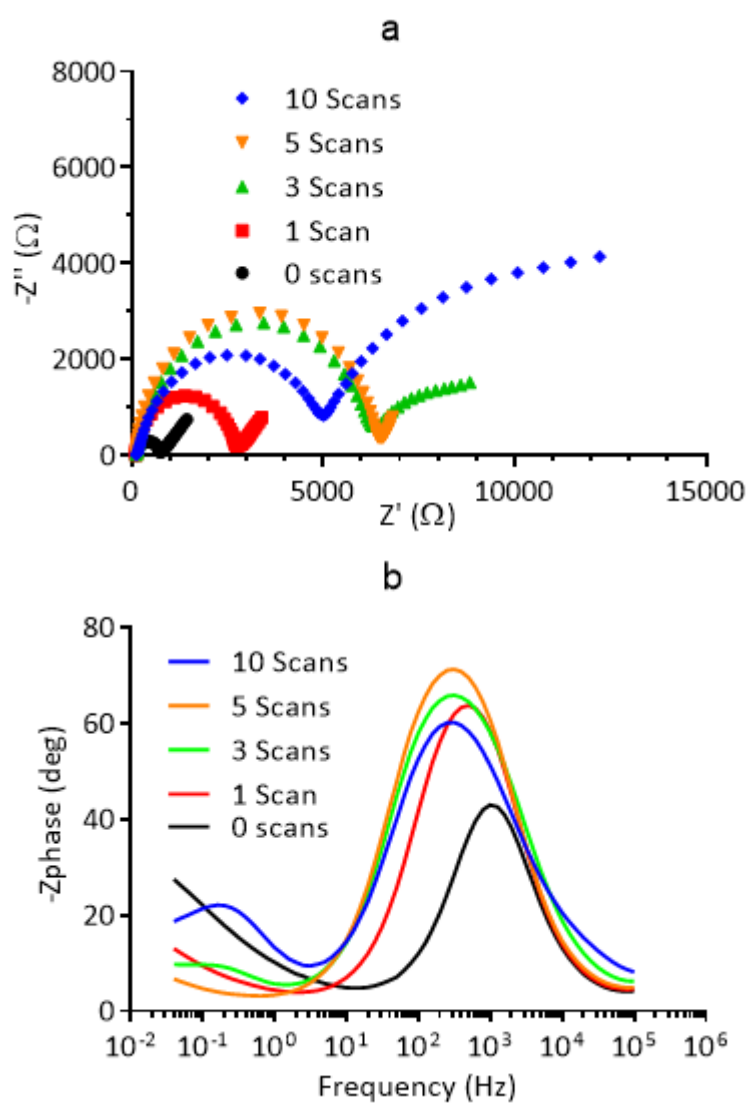 a
8000
6000
4000
2000
0
-Z'' (Ω)
10 Scans
5 Scans
3 Scans
1 Scan
0 scans
0 5000 10000 15000
Z' (Ω)
b
80
60
40
20
0
-Zphase (deg)
10 Scans
5 Scans
3 Scans
1 Scan
0 scans
10⁻² 10⁻¹ 10⁰ 10¹ 10² 10³ 10⁴ 10⁵ 10⁶
Frequency (Hz)